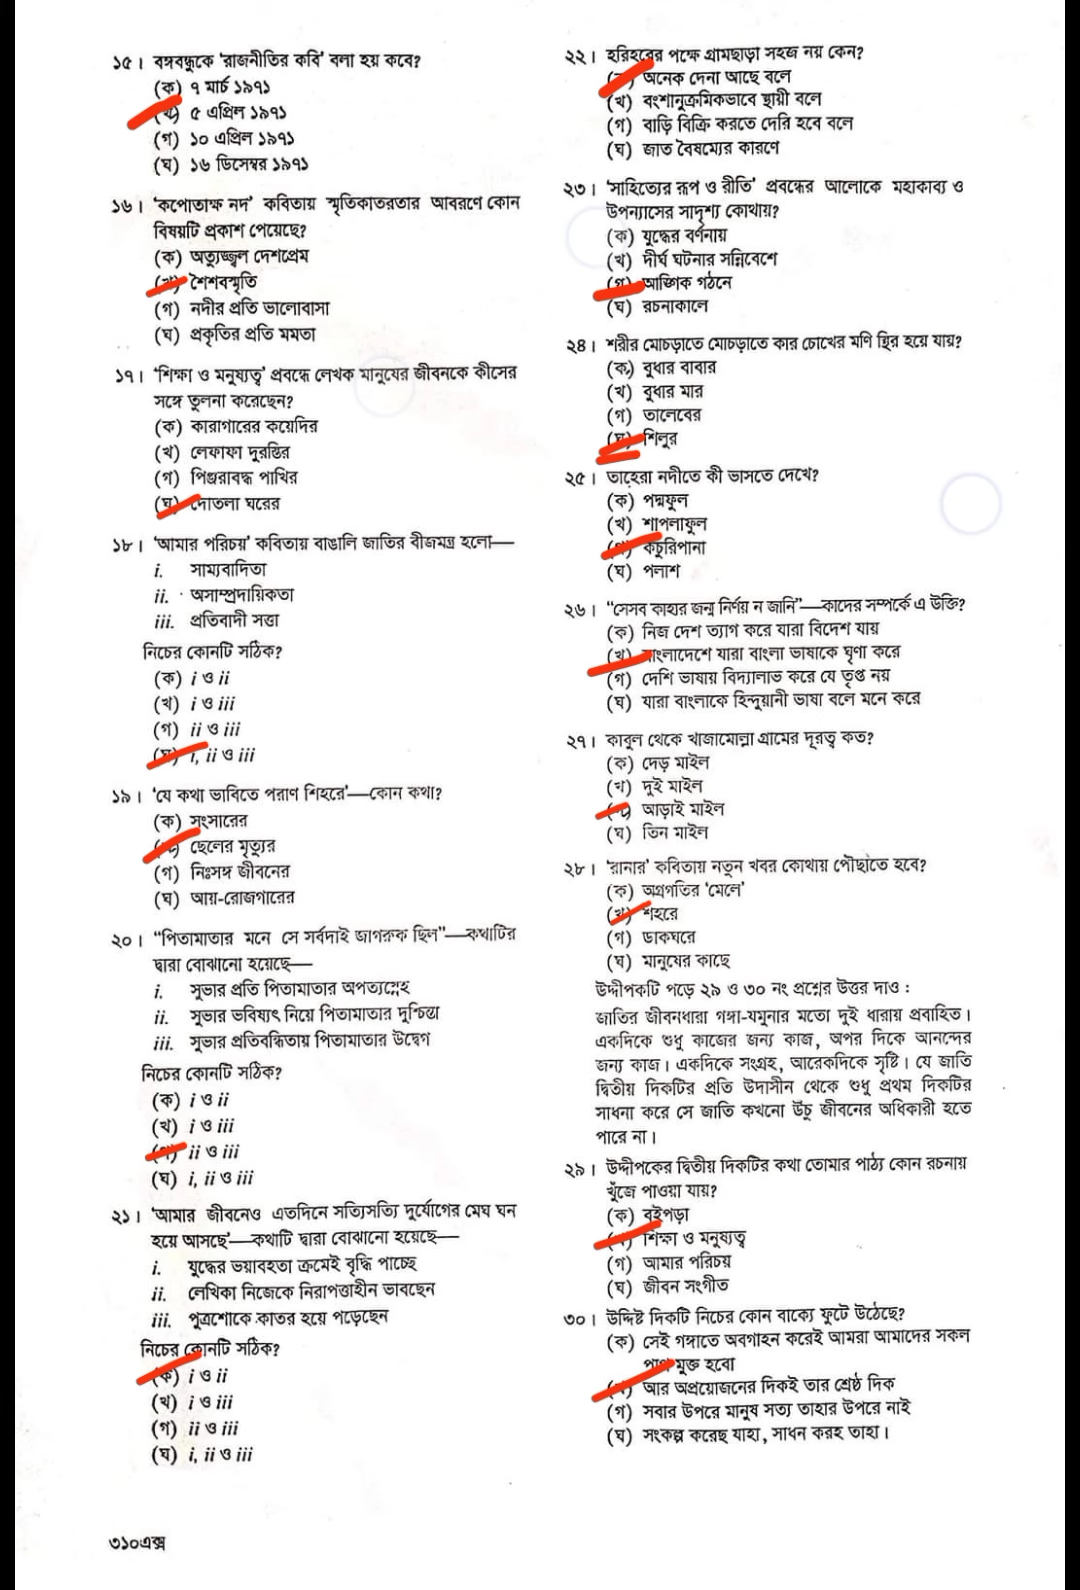 ১৫। বঙ্গবন্ধুকে 'রাজনীতির কবি' বলা হয় কবে?
(ক) ৭ মার্চ ১৯৭১
(খ) ৫ এপ্রিল ১৯৭১
(গ) ১০ এপ্রিল ১৯৭১
(ঘ) ১৬ ডিসেম্বর ১৯৭১
১৬। 'কপোতাক্ষ নদ' কবিতায় স্মৃতিকাতরতার আবরণে কোন
বিষয়টি প্রকাশ পেয়েছে?
(ক) অত্যুজ্জ্বল দেশপ্রেম
(খ) শৈশবস্মৃতি
(গ) নদীর প্রতি ভালোবাসা
(ঘ) প্রকৃতির প্রতি মমতা
১৭। 'শিক্ষা ও মনুষ্যত্ব' প্রবন্ধে লেখক মানুষের জীবনকে কীসের
সঙ্গে তুলনা করেছেন?
(ক) কারাগারের কয়েদির
(খ) লেফাফা দুরস্তির
(গ) পিঞ্জরাবদ্ধ পাখির
(ঘ) দোতলা ঘরের
১৮। 'আমার পরিচয়' কবিতায় বাঙালি জাতির বীজমন্ত্র হলো—
i. সাম্যবাদিতা
ii. অসাম্প্রদায়িকতা
iii. প্রতিবাদী সত্তা
নিচের কোনটি সঠিক?
(ক) i ও ii
(খ) i ও iii
(গ) ii ও iii
(ঘ) i, ii ও iii
১৯। 'যে কথা ভাবিতে পরাণ শিহরে'—কোন কথা?
(ক) সংসারের
(খ) ছেলের মৃত্যুর
(গ) নিঃসঙ্গ জীবনের
(ঘ) আয়-রোজগারের
২০। "পিতামাতার মনে সে সর্বদাই জাগরুক ছিল"—কথাটির
দ্বারা বোঝানো হয়েছে—
i. সুভার প্রতি পিতামাতার অপত্যস্নেহ
ii. সুভার ভবিষ্যৎ নিয়ে পিতামাতার দুশ্চিন্তা
iii. সুভার প্রতিবন্ধিতায় পিতামাতার উদ্বেগ
নিচের কোনটি সঠিক?
(ক) i ও ii
(খ) i ও iii
(গ) ii ও iii
(ঘ) i, ii ও iii
২১। 'আমার জীবনেও এতদিনে সত্যিসত্যি দুর্যোগের মেঘ ঘন
হয়ে আসছে'—কথাটি দ্বারা বোঝানো হয়েছে—
i. যুদ্ধের ভয়াবহতা ক্রমেই বৃদ্ধি পাচ্ছে
ii. লেখিকা নিজেকে নিরাপত্তাহীন ভাবছেন
iii. পুত্রশোকে কাতর হয়ে পড়েছেন
নিচের কোনটি সঠিক?
(ক) i ও ii
(খ) i ও iii
(গ) ii ও iii
(ঘ) i, ii ও iii
৩১০এক্স
২২। হরিহরের পক্ষে গ্রামছাড়া সহজ নয় কেন?
(ক) অনেক দেনা আছে বলে
(খ) বংশানুক্রমিকভাবে স্থায়ী বলে
(গ) বাড়ি বিক্রি করতে দেরি হবে বলে
(ঘ) জাত বৈষম্যের কারণে
২৩। 'সাহিত্যের রূপ ও রীতি' প্রবন্ধের আলোকে মহাকাব্য ও
উপন্যাসের সাদৃশ্য কোথায়?
(ক) যুদ্ধের বর্ণনায়
(খ) দীর্ঘ ঘটনার সন্নিবেশে
(গ) আঙ্গিক গঠনে
(ঘ) রচনাকালে
২৪। শরীর মোচড়াতে মোচড়াতে কার চোখের মণি স্থির হয়ে যায়?
(ক) বুধার বাবার
(খ) বুধার মার
(গ) তালেবের
(ঘ) শিলুর
২৫। তাহেরা নদীতে কী ভাসতে দেখে?
(ক) পদ্মফুল
(খ) শাপলাফুল
(গ) কচুরিপানা
(ঘ) পলাশ
২৬। "সেসব কাহার জন্ম নির্ণয় ন জানি"—কাদের সম্পর্কে এ উক্তি?
(ক) নিজ দেশ ত্যাগ করে যারা বিদেশ যায়
(খ) বাংলাদেশে যারা বাংলা ভাষাকে ঘৃণা করে
(গ) দেশি ভাষায় বিদ্যালাভ করে যে তৃপ্ত নয়
(ঘ) যারা বাংলাকে হিন্দুয়ানী ভাষা বলে মনে করে
২৭। কাবুল থেকে খাজামোল্লা গ্রামের দূরত্ব কত?
(ক) দেড় মাইল
(খ) দুই মাইল
(গ) আড়াই মাইল
(ঘ) তিন মাইল
২৮। 'রানার' কবিতায় নতুন খবর কোথায় পৌছাতে হবে?
(ক) অগ্রগতির 'মেলে'
(খ) শহরে
(গ) ডাকঘরে
(ঘ) মানুষের কাছে
উদ্দীপকটি পড়ে ২৯ ও ৩০ নং প্রশ্নের উত্তর দাও :
জাতির জীবনধারা গঙ্গা-যমুনার মতো দুই ধারায় প্রবাহিত।
একদিকে শুধু কাজের জন্য কাজ, অপর দিকে আনন্দের
জন্য কাজ। একদিকে সংগ্রহ, আরেকদিকে সৃষ্টি। যে জাতি
দ্বিতীয় দিকটির প্রতি উদাসীন থেকে শুধু প্রথম দিকটির
সাধনা করে সে জাতি কখনো উঁচু জীবনের অধিকারী হতে
পারে না।
২৯। উদ্দীপকের দ্বিতীয় দিকটির কথা তোমার পাঠ্য কোন রচনায়
খুঁজে পাওয়া যায়?
(ক) বইপড়া
(খ) শিক্ষা ও মনুষ্যত্ব
(গ) আমার পরিচয়
(ঘ) জীবন সংগীত
৩০। উদ্দিষ্ট দিকটি নিচের কোন বাক্যে ফুটে উঠেছে?
(ক) সেই গঙ্গাতে অবগাহন করেই আমরা আমাদের সকল
পাপ মুক্ত হবো
(খ) আর অপ্রয়োজনের দিকই তার শ্রেষ্ঠ দিক
(গ) সবার উপরে মানুষ সত্য তাহার উপরে নাই
(ঘ) সংকল্প করেছ যাহা, সাধন করহ তাহা।